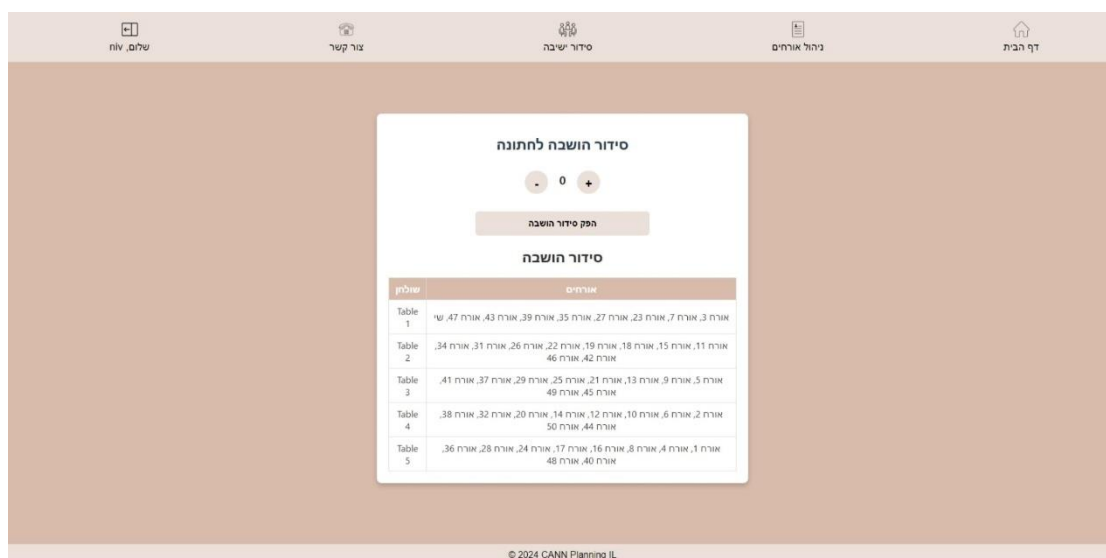 דף הבית
ניהול אורחים
סידור ישיבה
צור קשר
שלום, niv
סידור הושבה לחתונה
- 0 +
הפק סידור הושבה
סידור הושבה
שולחן אורחים
Table
1
אורח 3, אורח 7, אורח 23, אורח 27, אורח 35, אורח 39, אורח 43, אורח 47, שי
Table
2
אורח 11, אורח 15, אורח 18, אורח 19, אורח 22, אורח 26, אורח 31, אורח 34,
אורח 42, אורח 46
Table
3
אורח 5, אורח 9, אורח 13, אורח 21, אורח 25, אורח 29, אורח 37, אורח 41,
אורח 45, אורח 49
Table
4
אורח 2, אורח 6, אורח 10, אורח 12, אורח 14, אורח 20, אורח 32, אורח 38,
אורח 44, אורח 50
Table
5
אורח 1, אורח 4, אורח 8, אורח 16, אורח 17, אורח 24, אורח 28, אורח 36,
אורח 40, אורח 48
© 2024 CANN Planning IL